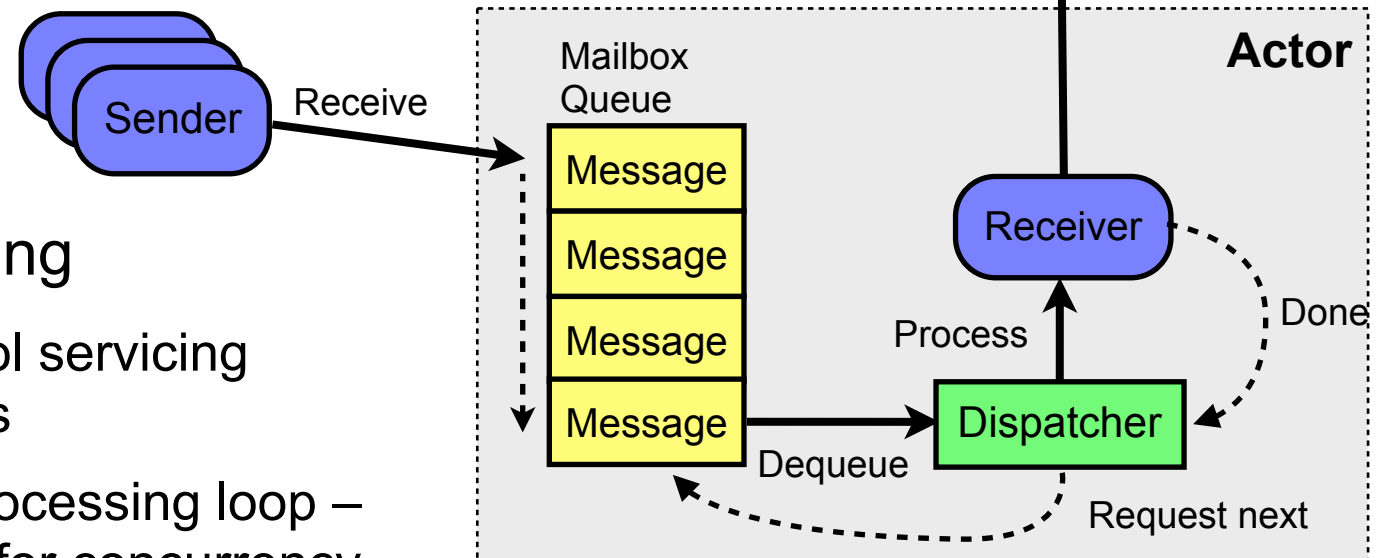 Actor
Mailbox
Queue
Sender
Receive
Message
Message
Message
Message
Receiver
Process
Done
Dispatcher
Dequeue
Request next
ng
ol servicing
s
ocessing loop –
for concurrency